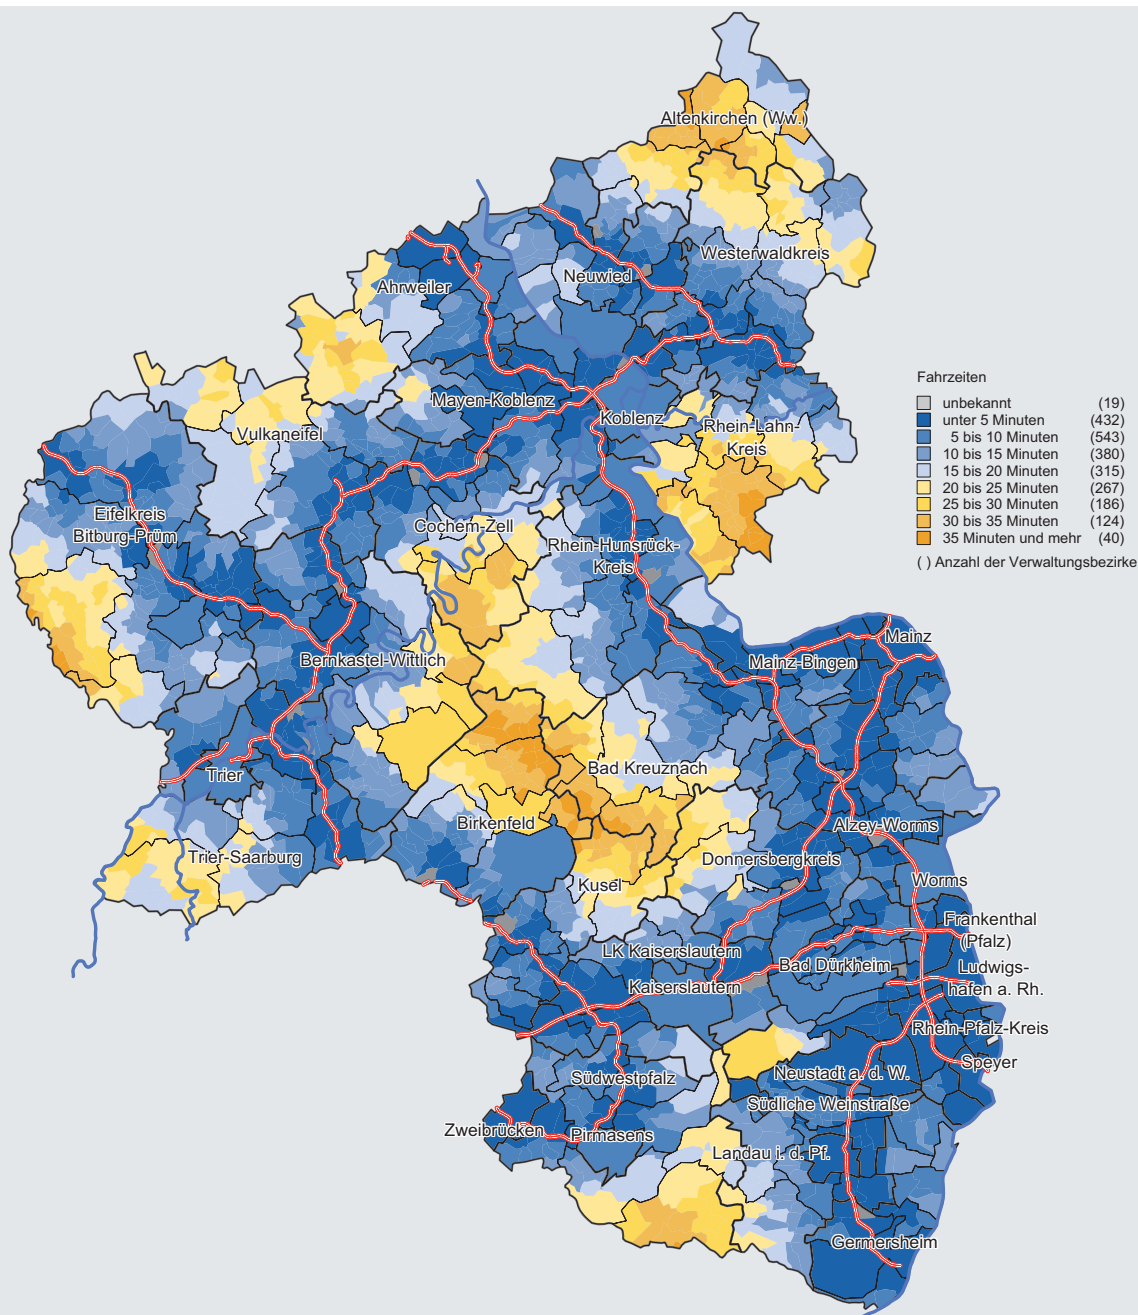 Altenkirchen (Ww.)
Westerwaldkreis
Neuwied
Ahrweiler
Mayen-Koblenz
Koblenz
Rhein-Lahn-
Kreis
Vulkaneifel
Eifelkreis
Bitburg-Prüm
Cochem-Zell
Rhein-Hunsrück-
Kreis
Mainz
Mainz-Bingen
Bernkastel-Wittlich
Trier
Bad Kreuznach
Birkenfeld
Alzey-Worms
Trier-Saarburg
Donnersbergkreis
Kusel
Worms
Frankenthal
(Pfalz)
LK Kaiserslautern
Bad Dürkheim
Ludwigs-
hafen a. Rh.
Kaiserslautern
Rhein-Pfalz-Kreis
Speyer
Neustadt a. d. W.
Südwestpfalz
Südliche Weinstraße
Zweibrücken
Pirmasens
Landau i. d. Pf.
Germersheim
Fahrzeiten
unbekannt (19)
unter 5 Minuten (432)
5 bis 10 Minuten (543)
10 bis 15 Minuten (380)
15 bis 20 Minuten (315)
20 bis 25 Minuten (267)
25 bis 30 Minuten (186)
30 bis 35 Minuten (124)
35 Minuten und mehr (40)
( ) Anzahl der Verwaltungsbezirke